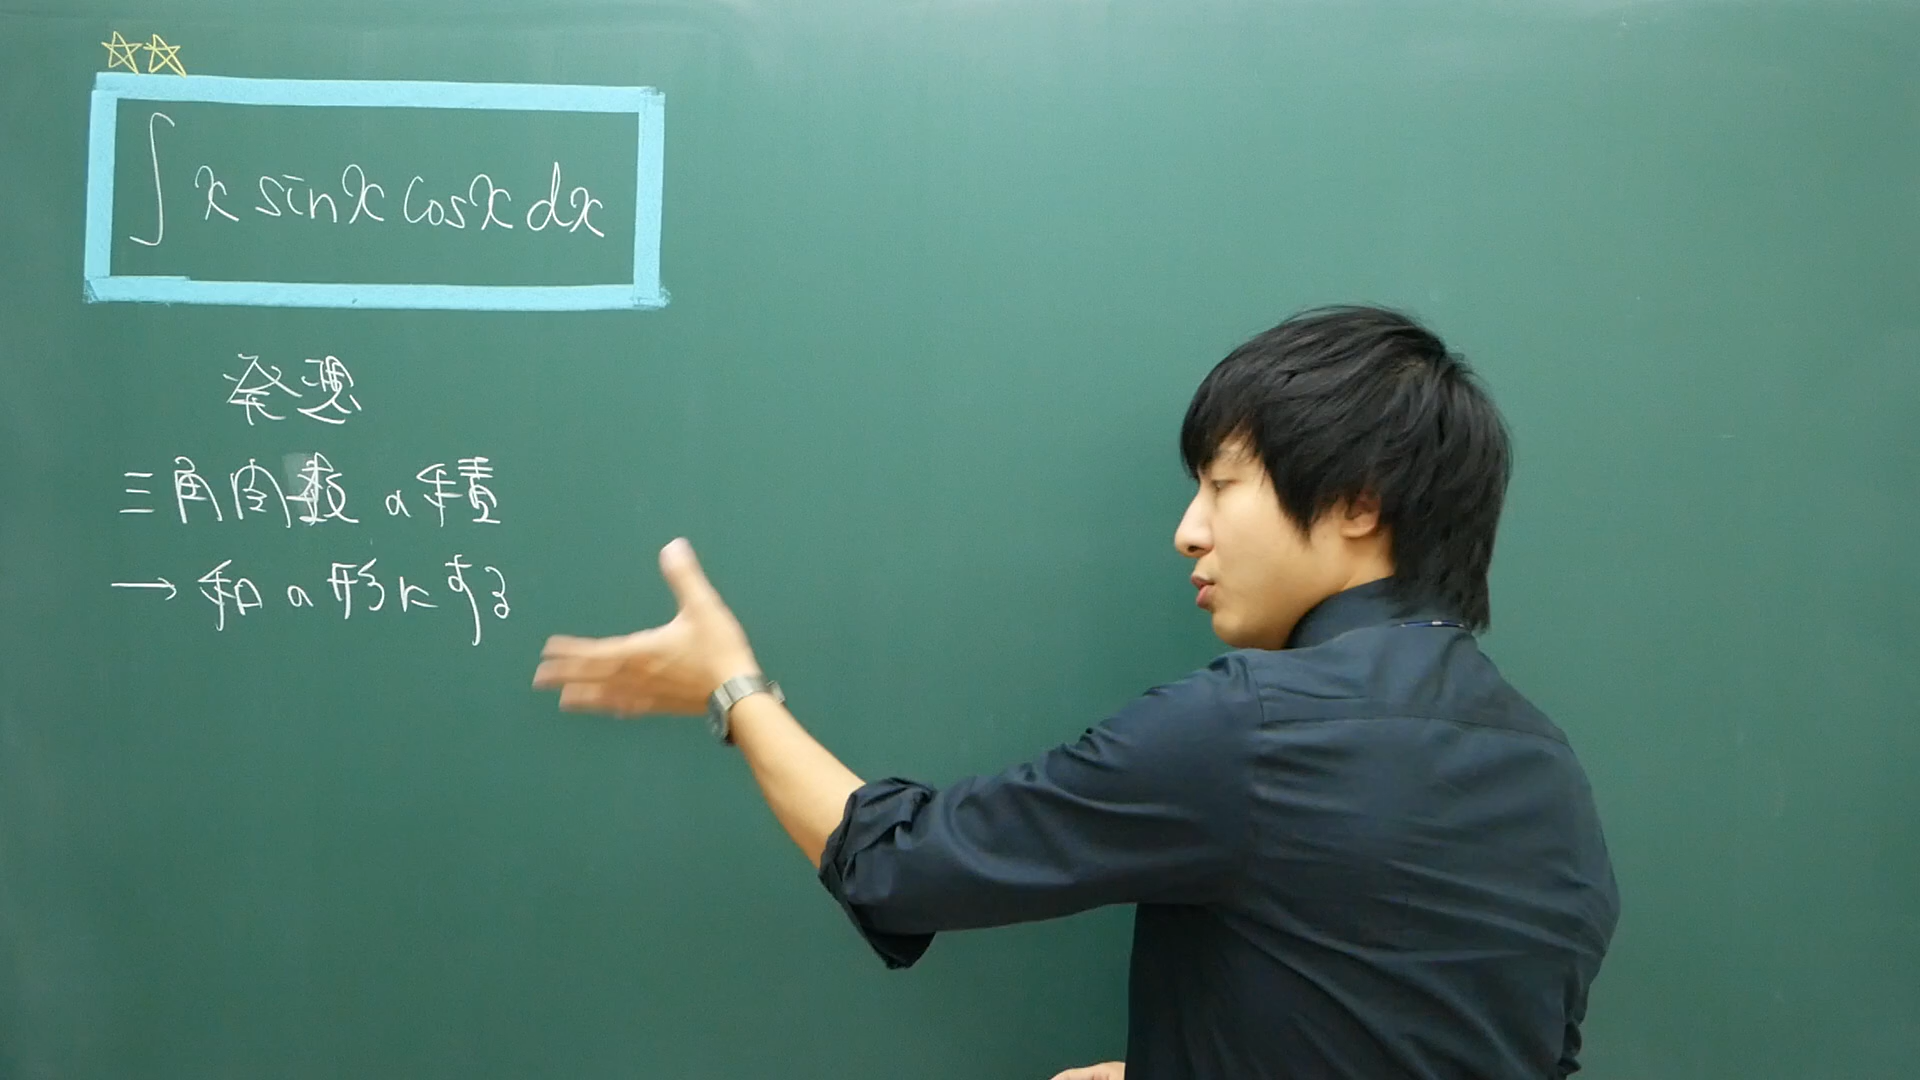 ☆☆
∫ x sinx cosx dx
発想
三角関数の積
→ 和の形にする